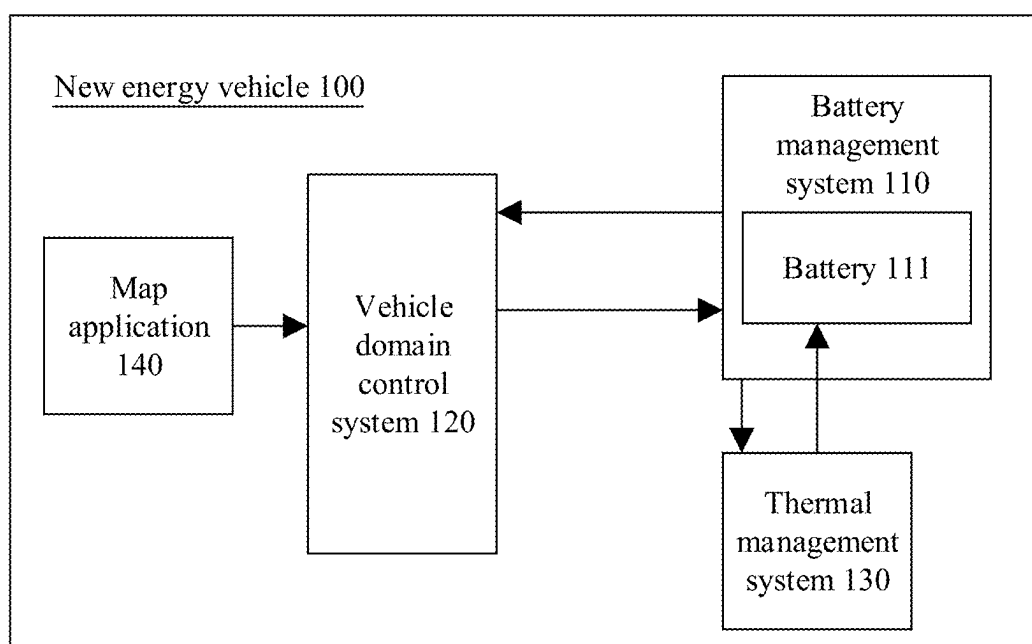 New energy vehicle 100
Battery
management
system 110
Battery 111
Map
application
140
Vehicle
domain
control
system 120
Thermal
management
system 130